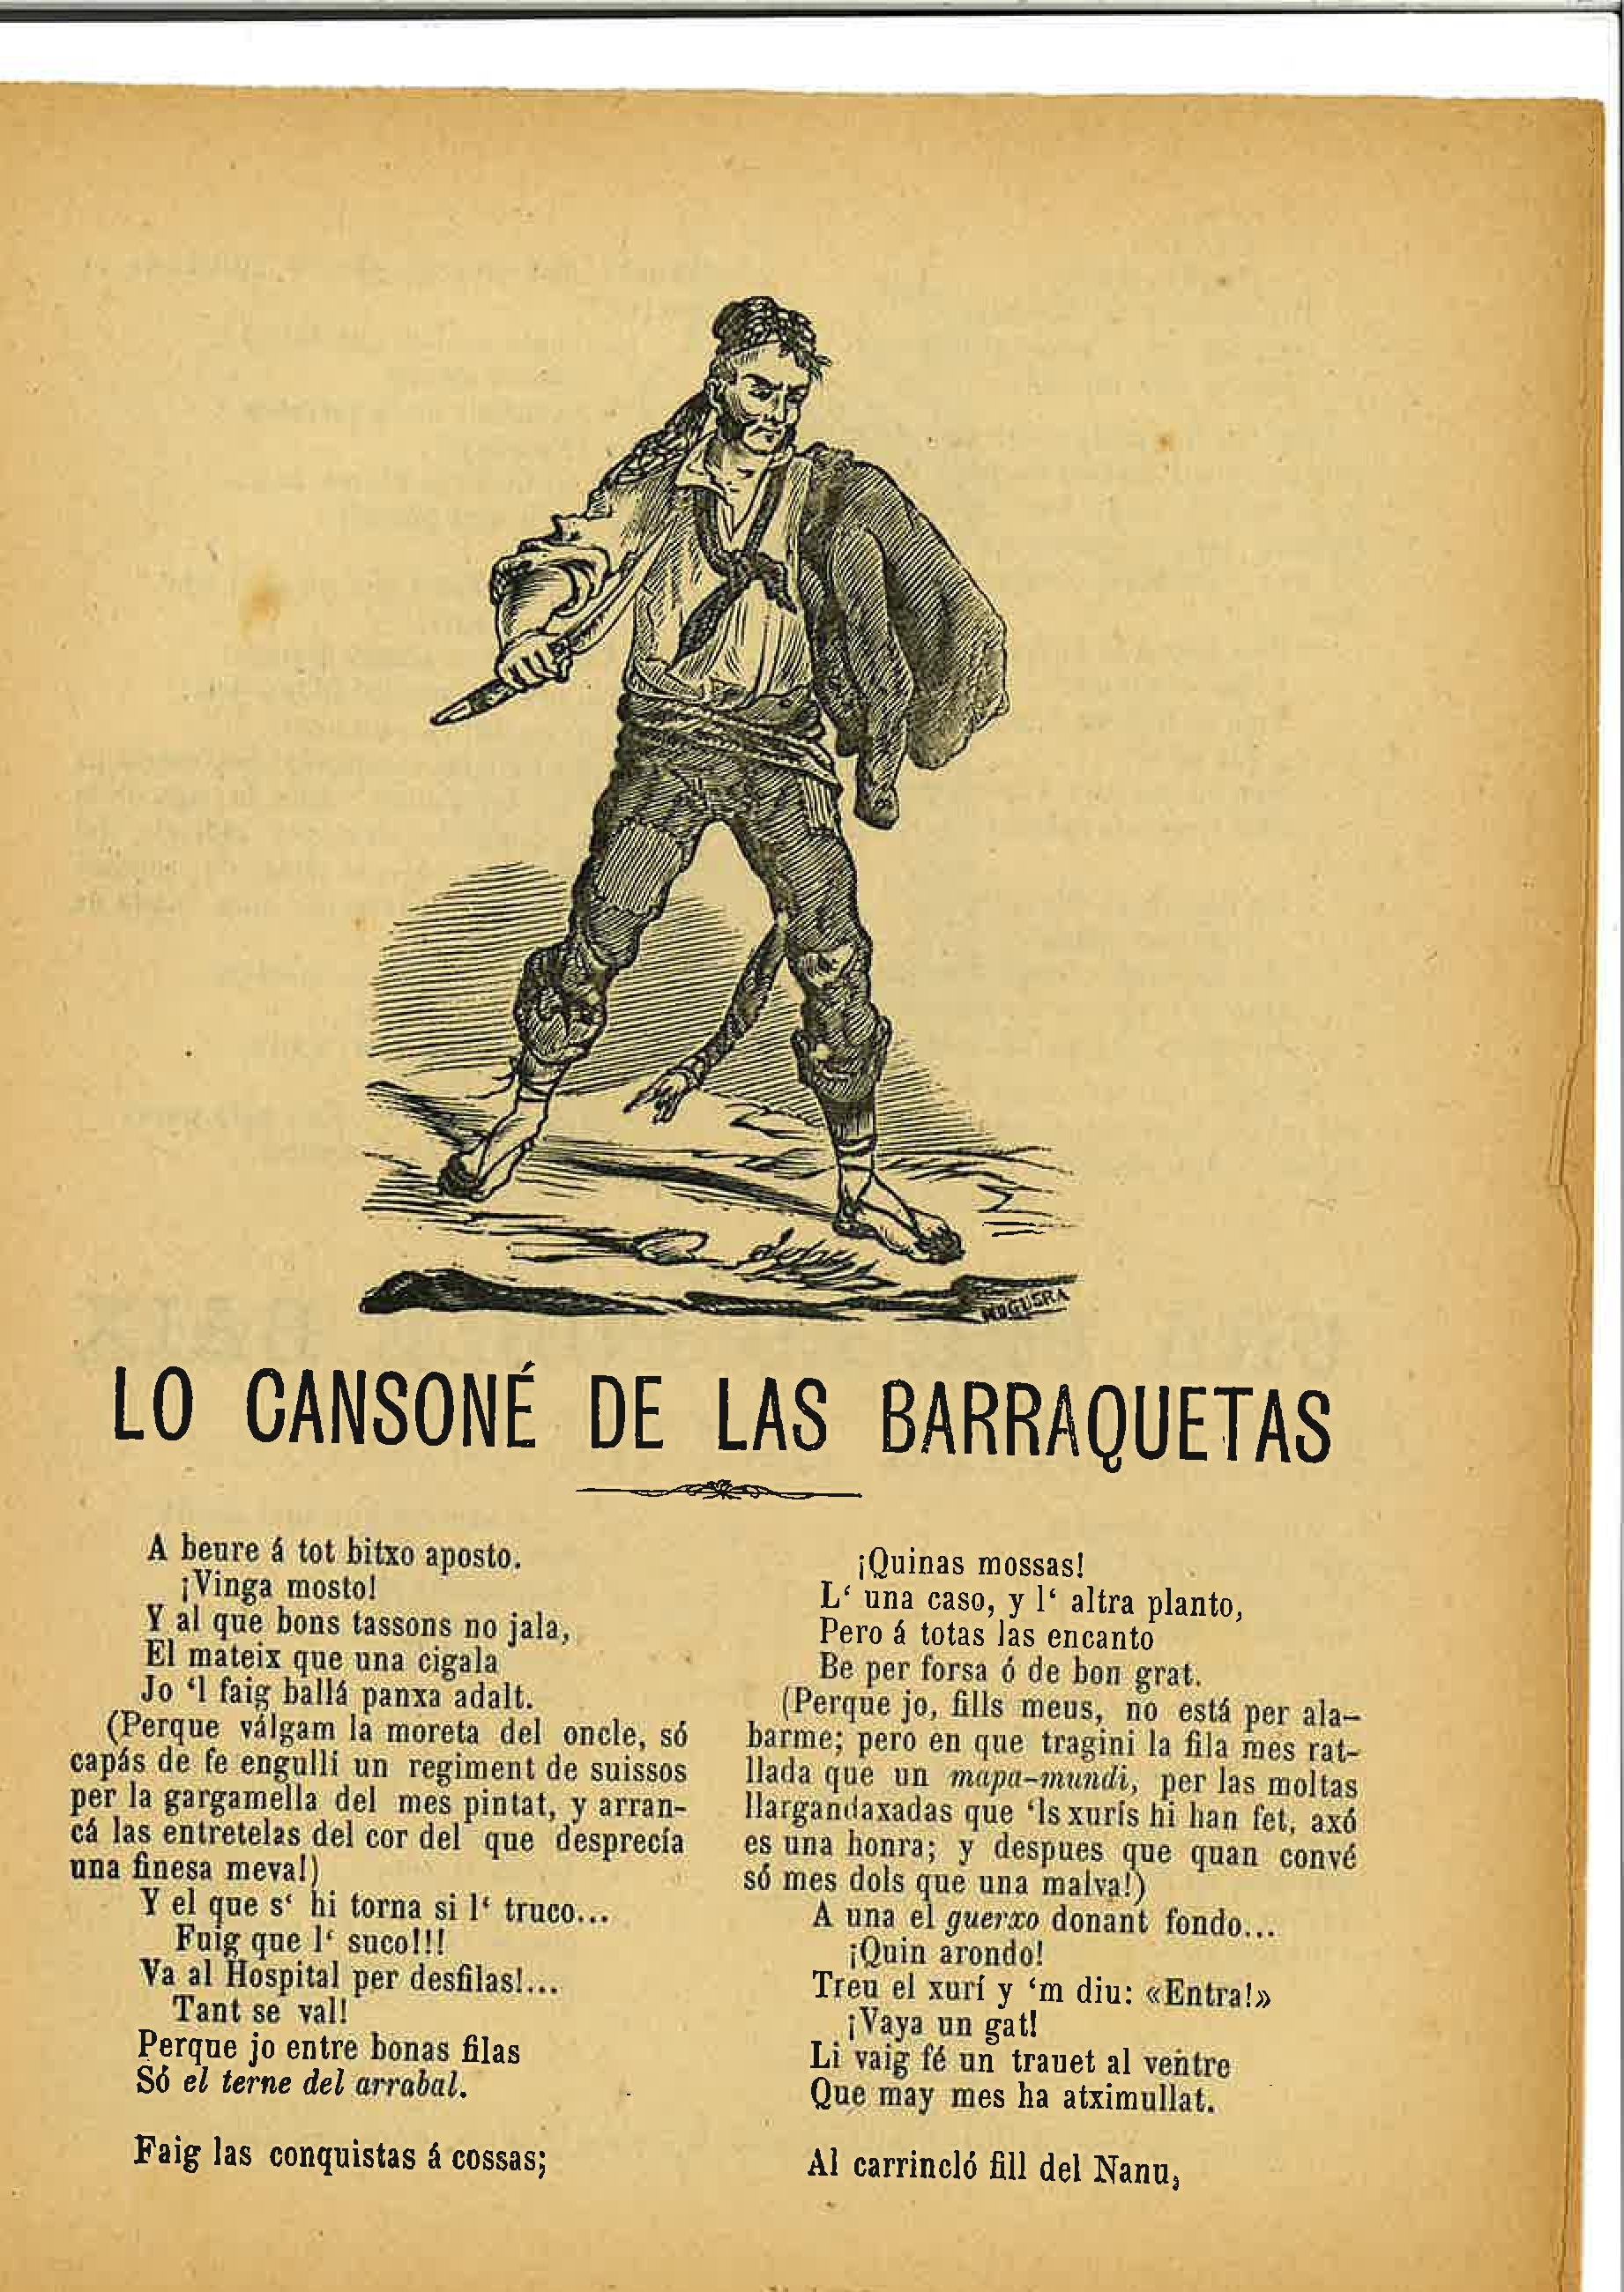 NOGUERA
LO CANSONÉ DE LAS BARRAQUETAS
A beure á tot bitxo aposto.
¡Vinga mosto!
Y al que bons tassons no jala,
El mateix que una cigala
Jo ‘l faig ballá panxa adalt.
(Perque válgam la moreta del oncle, só
capás de fe engullí un regiment de suissos
per la gargamella del mes pintat, y arran-
cá las entretelas del cor del que desprecía
una finesa meva!)
Y el que s‘ hi torna si l‘ truco...
Fuig que l‘ suco!!!
Va al Hospital per desfilas!...
Tant se val!
Perque jo entre bonas filas
Só el terne del arrabal.
Faig las conquistas á cossas;
¡Quinas mossas!
L‘ una caso, y l‘ altra planto,
Pero á totas las encanto
Be per forsa ó de bon grat.
(Perque jo, fills meus, no está per ala-
barme; pero en que tragini la fila mes rat-
llada que un mapa-mundi, per las moltas
llargandaxadas que ‘ls xurís hi han fet, axó
es una honra; y despues que quan convé
só mes dols que una malva!)
A una el guerxo donant fondo...
¡Quin arondo!
Treu el xurí y ‘m diu: «Entra!»
¡Vaya un gat!
Li vaig fé un trauet al ventre
Que may mes ha atximullat.
Al carrincló fill del Nanu,